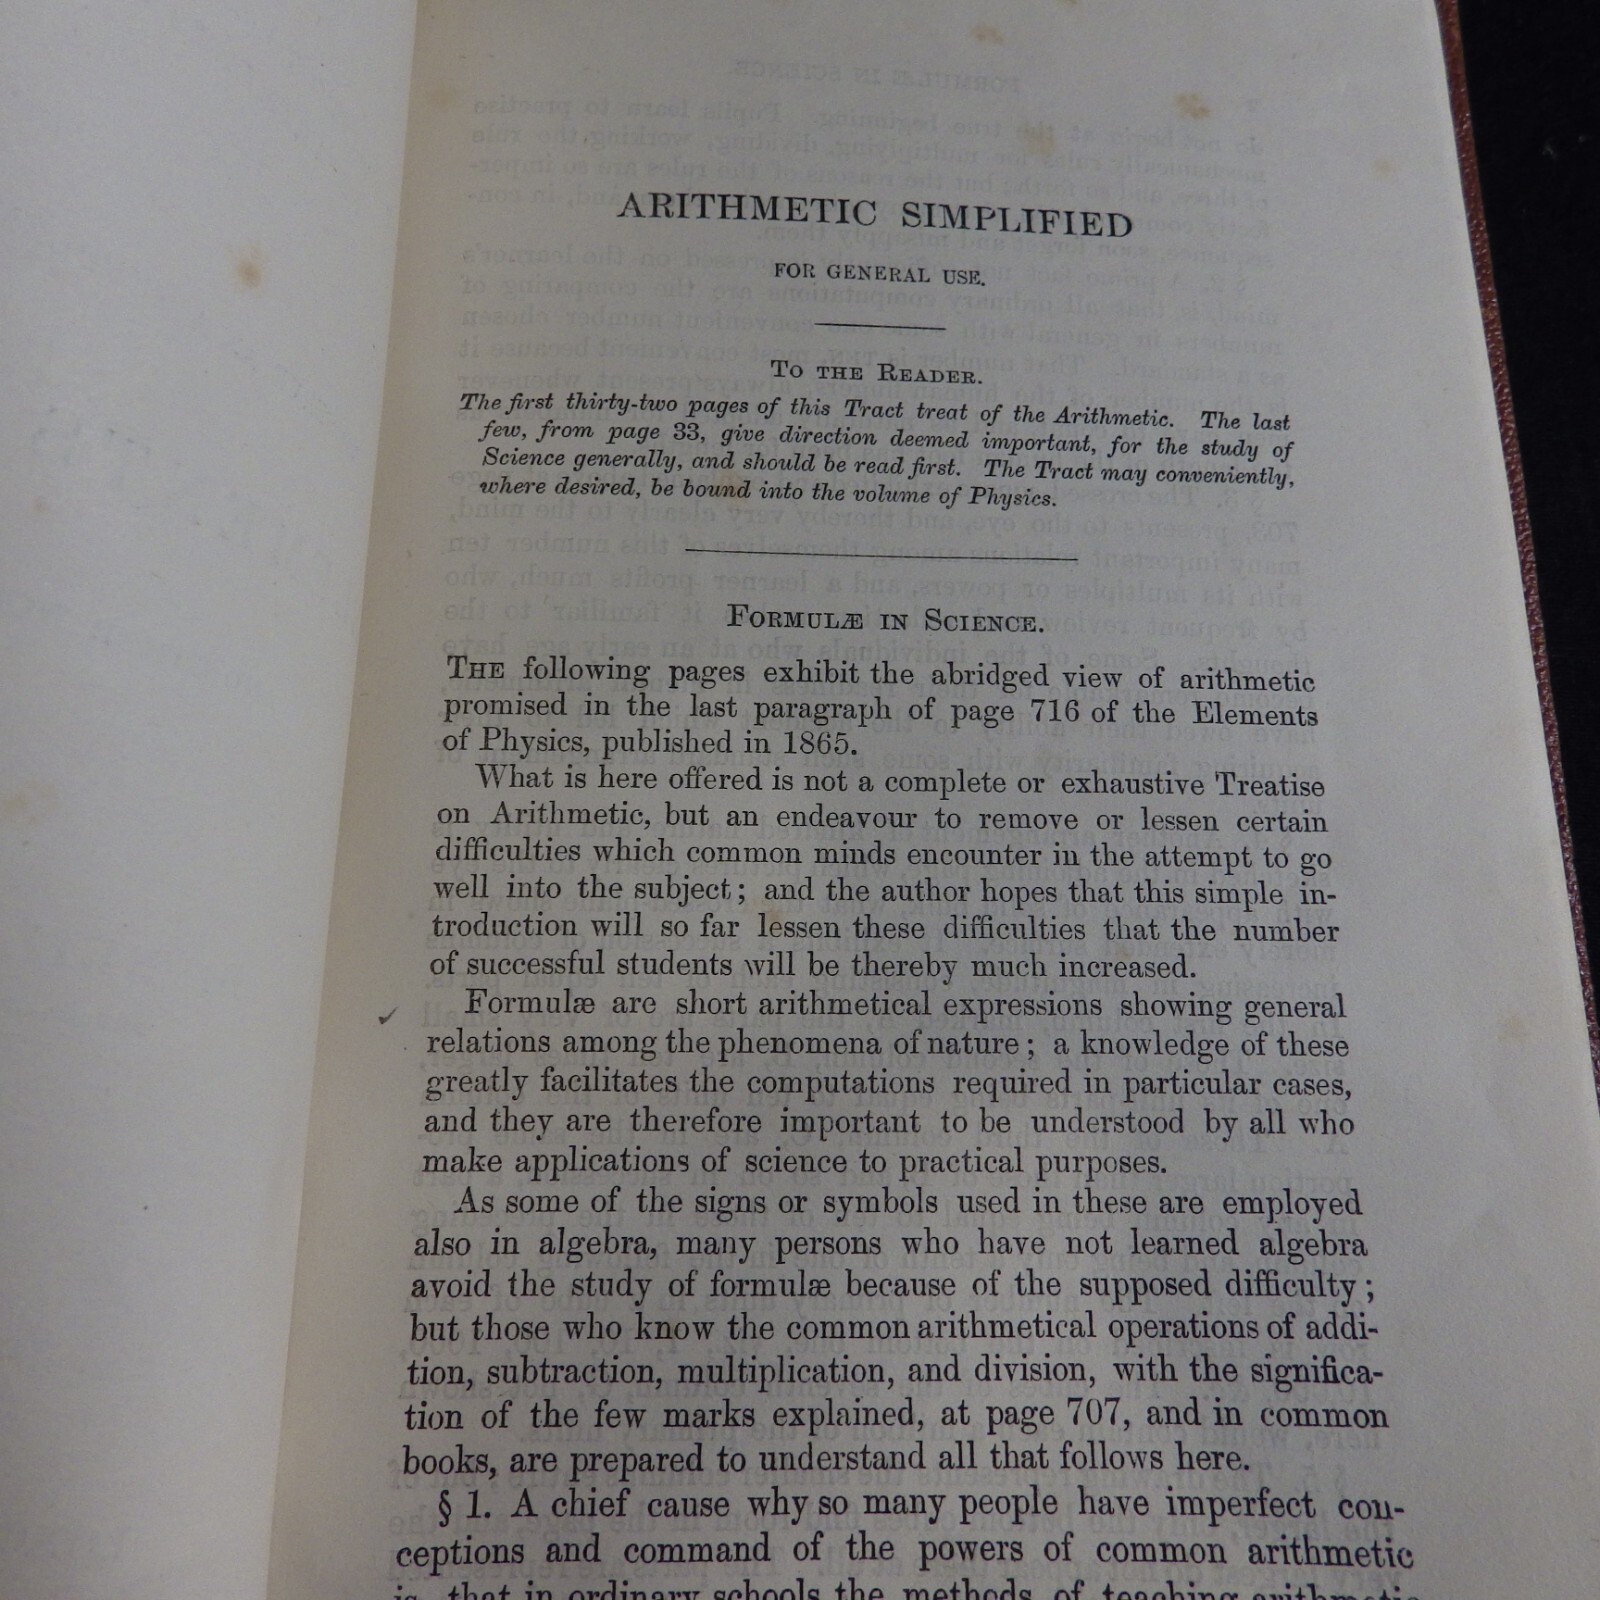 ARITHMETIC SIMPLIFIED
FOR GENERAL USE.
To the Reader.
The first thirty-two pages of this Tract treat of the Arithmetic. The last
few, from page 33, give direction deemed important, for the study of
Science generally, and should be read first. The Tract may conveniently,
where desired, be bound into the volume of Physics.
Formulæ in Science.
The following pages exhibit the abridged view of arithmetic
promised in the last paragraph of page 716 of the Elements
of Physics, published in 1865.
What is here offered is not a complete or exhaustive Treatise
on Arithmetic, but an endeavour to remove or lessen certain
difficulties which common minds encounter in the attempt to go
well into the subject; and the author hopes that this simple in-
troduction will so far lessen these difficulties that the number
of successful students will be thereby much increased.
Formulæ are short arithmetical expressions showing general
relations among the phenomena of nature; a knowledge of these
greatly facilitates the computations required in particular cases,
and they are therefore important to be understood by all who
make applications of science to practical purposes.
As some of the signs or symbols used in these are employed
also in algebra, many persons who have not learned algebra
avoid the study of formulæ because of the supposed difficulty;
but those who know the common arithmetical operations of addi-
tion, subtraction, multiplication, and division, with the significa-
tion of the few marks explained, at page 707, and in common
books, are prepared to understand all that follows here.
§ 1. A chief cause why so many people have imperfect con-
ceptions and command of the powers of common arithmetic
is, that in ordinary schools the methods of teaching arithmetic